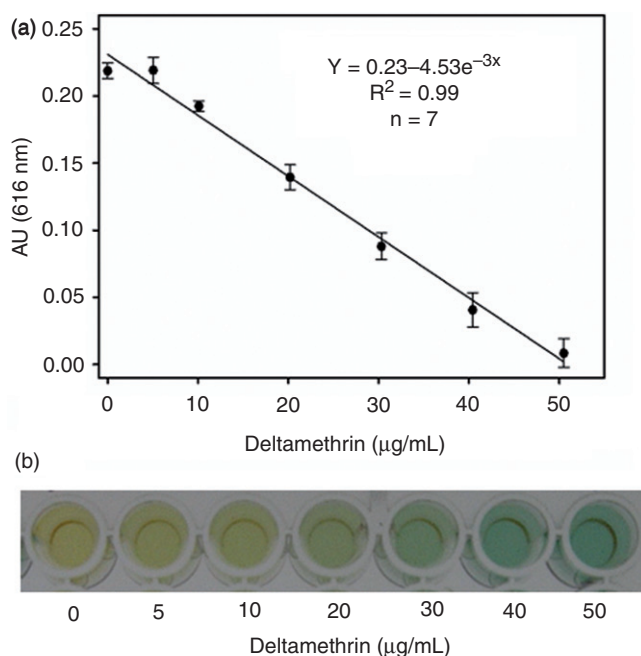 (a)
0.25
0.20
0.15
0.10
0.05
0.00
AU (616 nm)
Y = 0.23–4.53e⁻³ˣ
R² = 0.99
n = 7
0 10 20 30 40 50
Deltamethrin (μg/mL)
(b)
0 5 10 20 30 40 50
Deltamethrin (μg/mL)